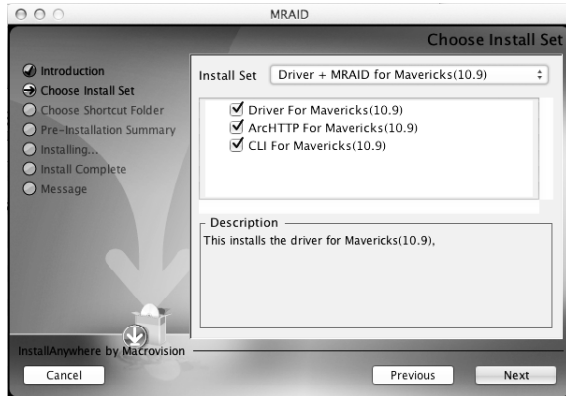 MRAID
Choose Install Set
Introduction
Choose Install Set
Choose Shortcut Folder
Pre-Installation Summary
Installing...
Install Complete
Message
Install Set
Driver + MRAID for Mavericks(10.9)
Driver For Mavericks(10.9)
ArcHTTP For Mavericks(10.9)
CLI For Mavericks(10.9)
Description
This installs the driver for Mavericks(10.9),
InstallAnywhere by Macrovision
Cancel
Previous
Next